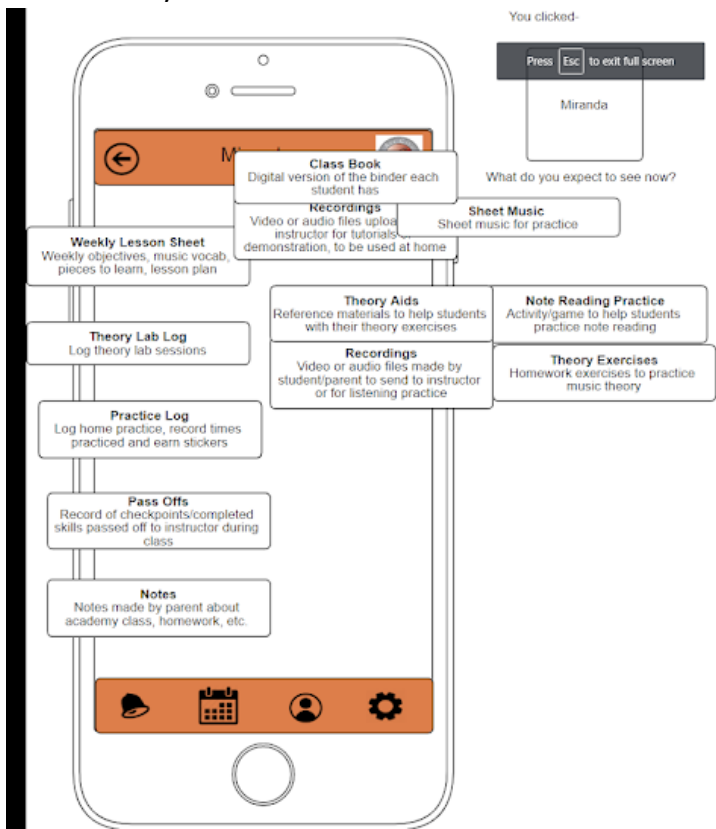 You clicked-
Press Esc to exit full screen
Miranda
What do you expect to see now?
Class Book
Digital version of the binder each
student has
Recordings
Video or audio files
instructor for tutorials
demonstration, to be used at home
Sheet Music
Sheet music for practice
Weekly Lesson Sheet
Weekly objectives, music vocab,
pieces to learn, lesson plan
Theory Aids
Reference materials to help students
with their theory exercises
Note Reading Practice
Activity/game to help students
practice note reading
Theory Lab Log
Log theory lab sessions
Recordings
Video or audio files made by
student/parent to send to instructor
or for listening practice
Theory Exercises
Homework exercises to practice
music theory
Practice Log
Log home practice, record times
practiced and earn stickers
Pass Offs
Record of checkpoints/completed
skills passed off to instructor during
class
Notes
Notes made by parent about
academy class, homework, etc.